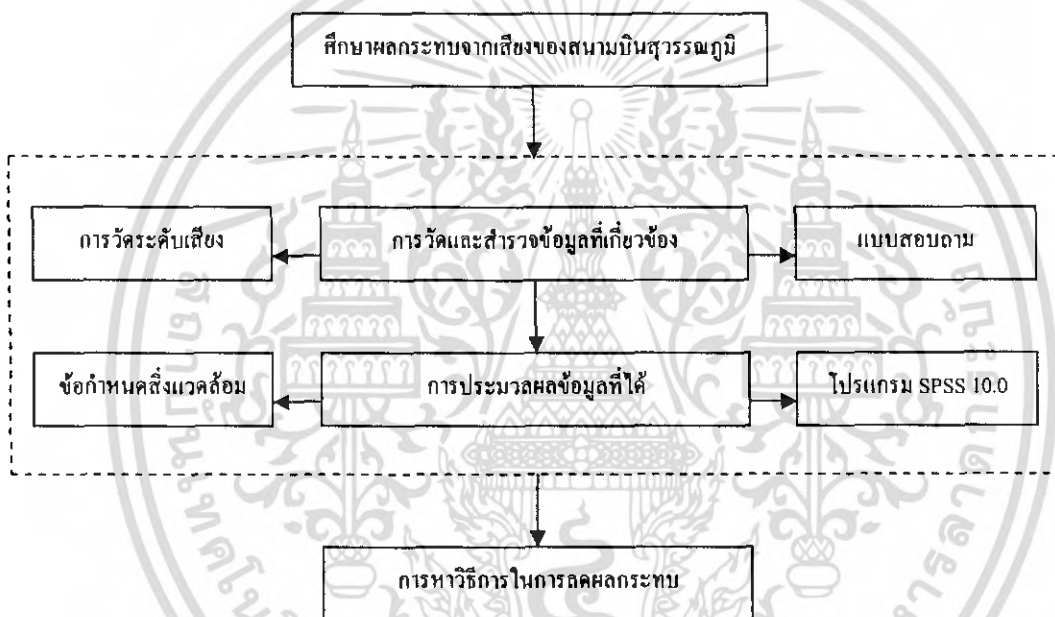 ศึกษาผลกระทบจากเสียงของสนามบินสุวรรณภูมิ
การวัดระดับเสียง
การวัดและสำรวจข้อมูลที่เกี่ยวข้อง
แบบสอบถาม
ข้อกำหนดสิ่งแวดล้อม
การประมวลผลข้อมูลที่ได้
โปรแกรม SPSS 10.0
การหาวิธีการในการลดผลกระทบ